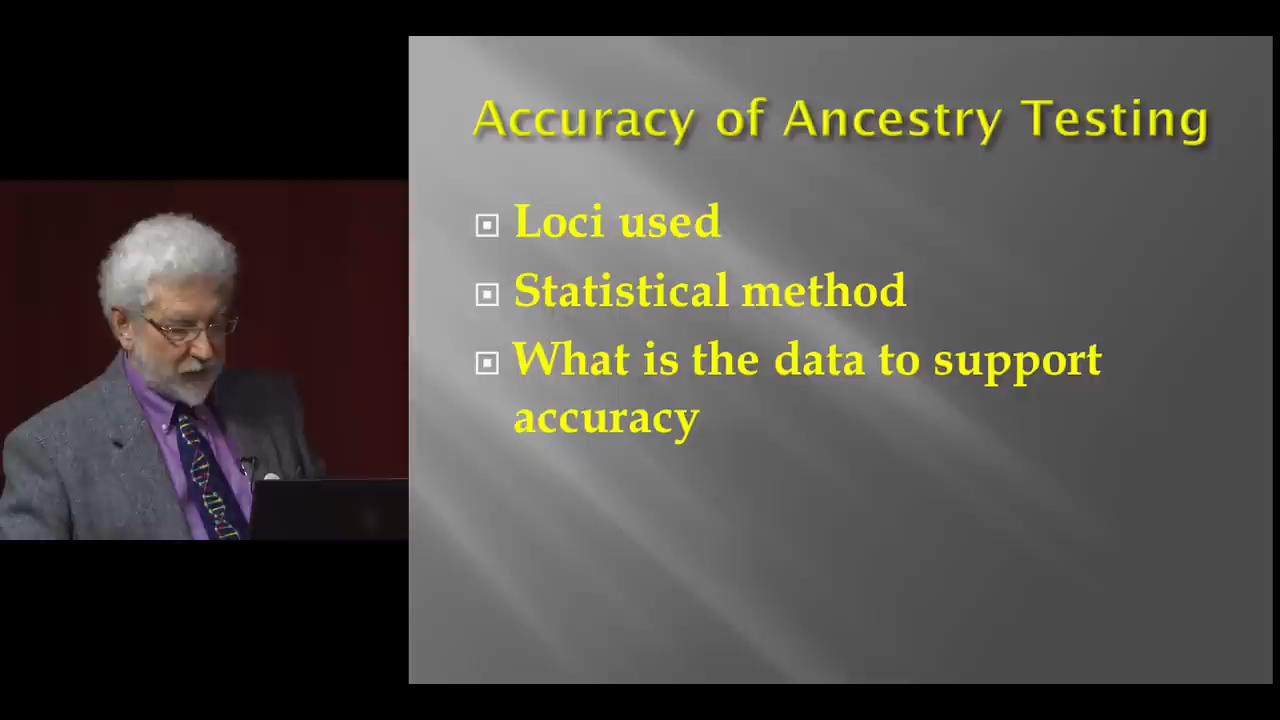 Accuracy of Ancestry Testing
Loci used
Statistical method
What is the data to support
accuracy